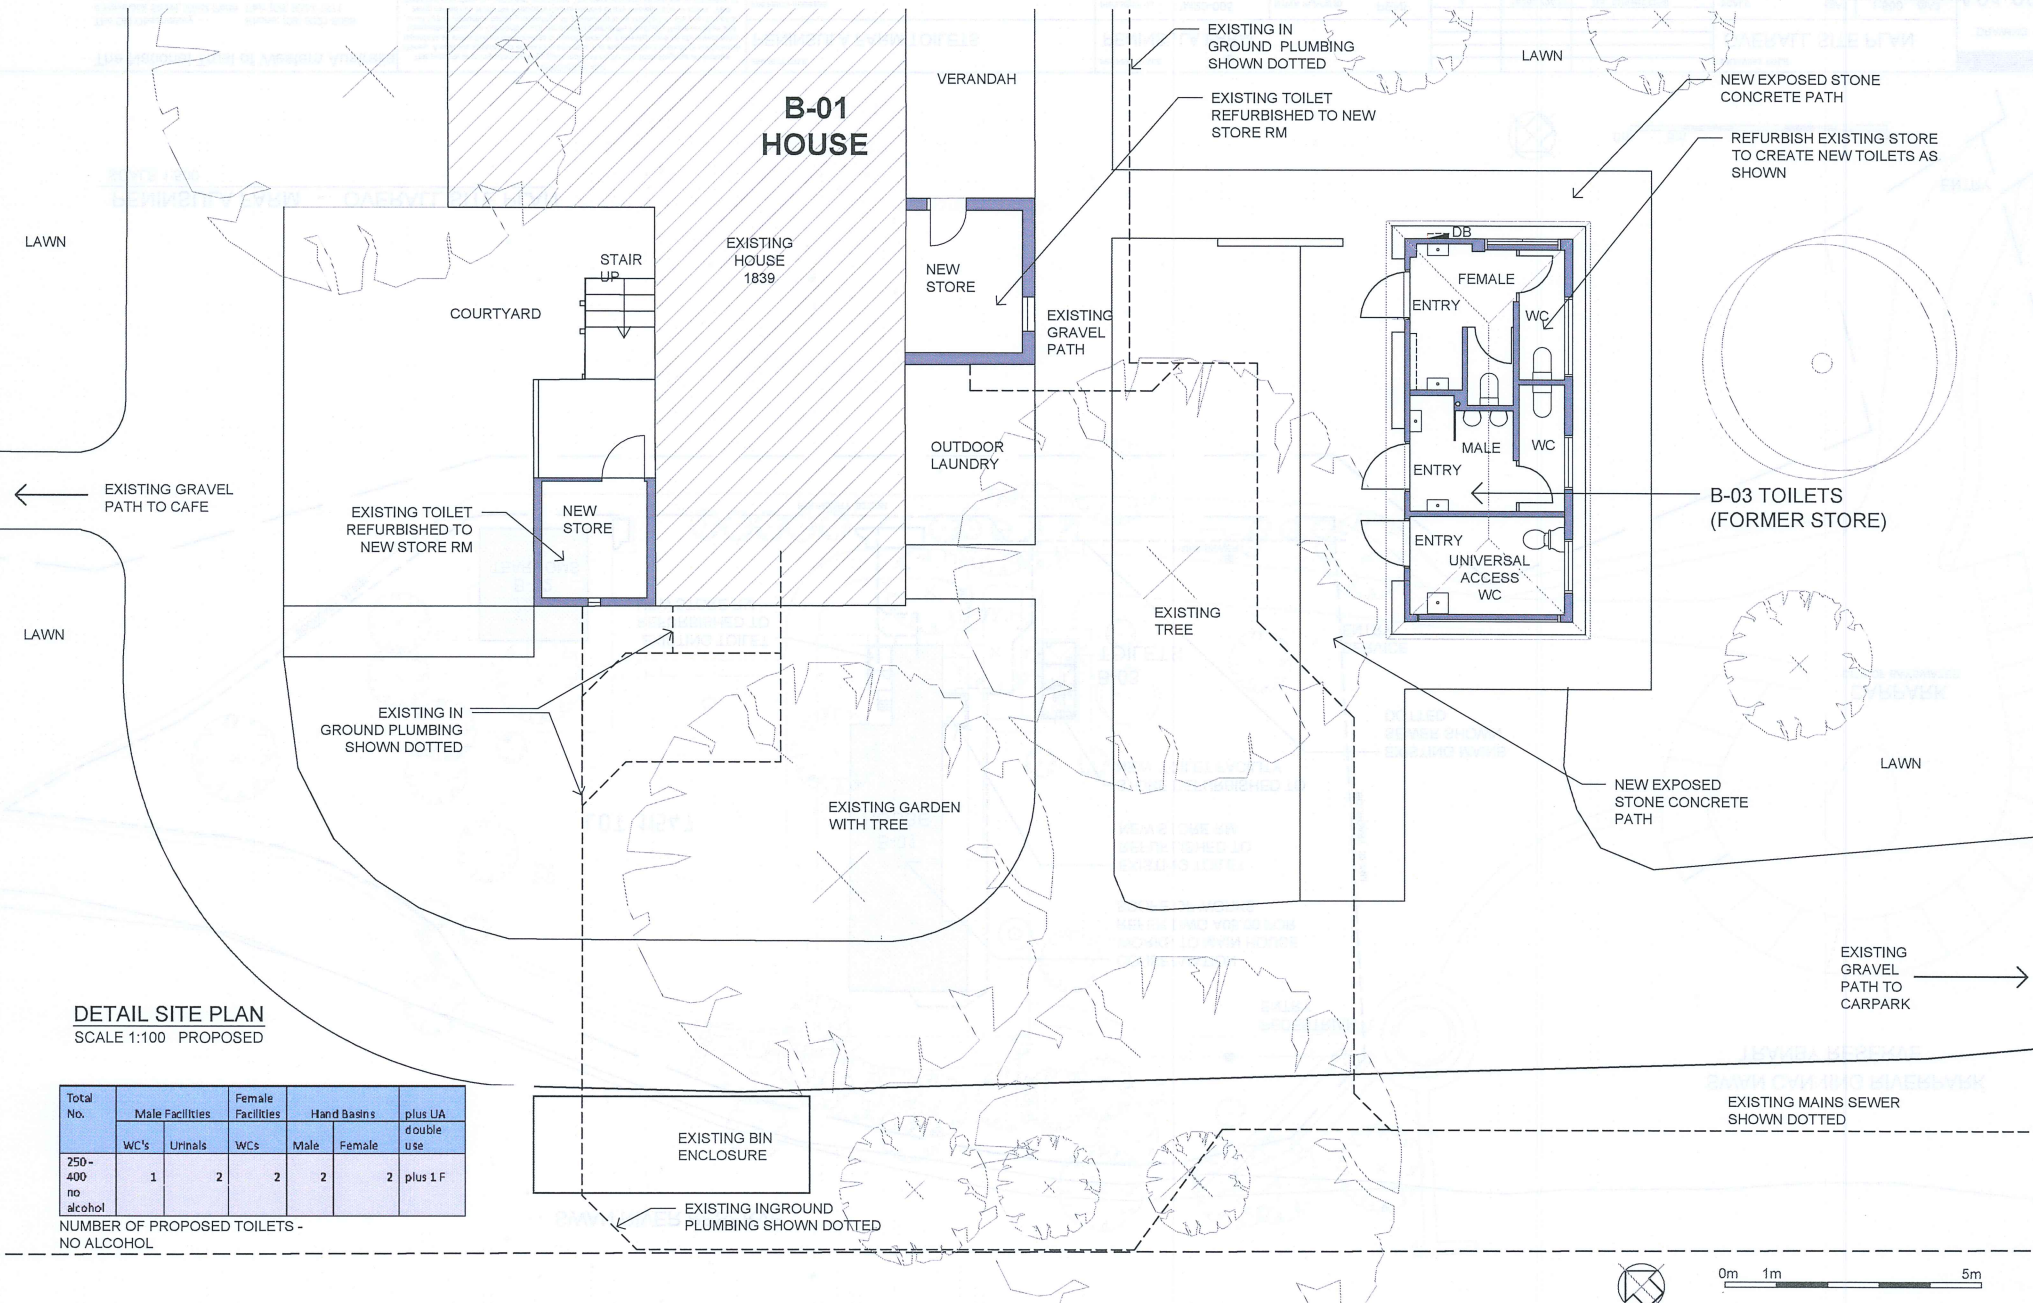 EXISTING IN
GROUND PLUMBING
SHOWN DOTTED
LAWN
NEW EXPOSED STONE
CONCRETE PATH
VERANDAH
B-01
HOUSE
EXISTING TOILET
REFURBISHED TO NEW
STORE RM
REFURBISH EXISTING STORE
TO CREATE NEW TOILETS AS
SHOWN
LAWN
STAIR
UP
EXISTING
HOUSE
1839
NEW
STORE
DB
FEMALE
ENTRY
WC
COURTYARD
EXISTING
GRAVEL
PATH
OUTDOOR
LAUNDRY
MALE
WC
ENTRY
EXISTING GRAVEL
PATH TO CAFE
EXISTING TOILET
REFURBISHED TO
NEW STORE RM
NEW
STORE
B-03 TOILETS
(FORMER STORE)
ENTRY
UNIVERSAL
ACCESS
WC
EXISTING
TREE
LAWN
EXISTING IN
GROUND PLUMBING
SHOWN DOTTED
LAWN
NEW EXPOSED
STONE CONCRETE
PATH
EXISTING GARDEN
WITH TREE
EXISTING
GRAVEL
PATH TO
CARPARK
DETAIL SITE PLAN
SCALE 1:100 PROPOSED
EXISTING MAINS SEWER
SHOWN DOTTED
Total
No.
Male Facilities
Female
Facilities
Hand Basins
plus UA
double
use
WC's
Urinals
WCs
Male
Female
250-
400
no
alcohol
1
2
2
2
2
plus 1 F
NUMBER OF PROPOSED TOILETS -
NO ALCOHOL
EXISTING BIN
ENCLOSURE
EXISTING INGROUND
PLUMBING SHOWN DOTTED
0m 1m 5m